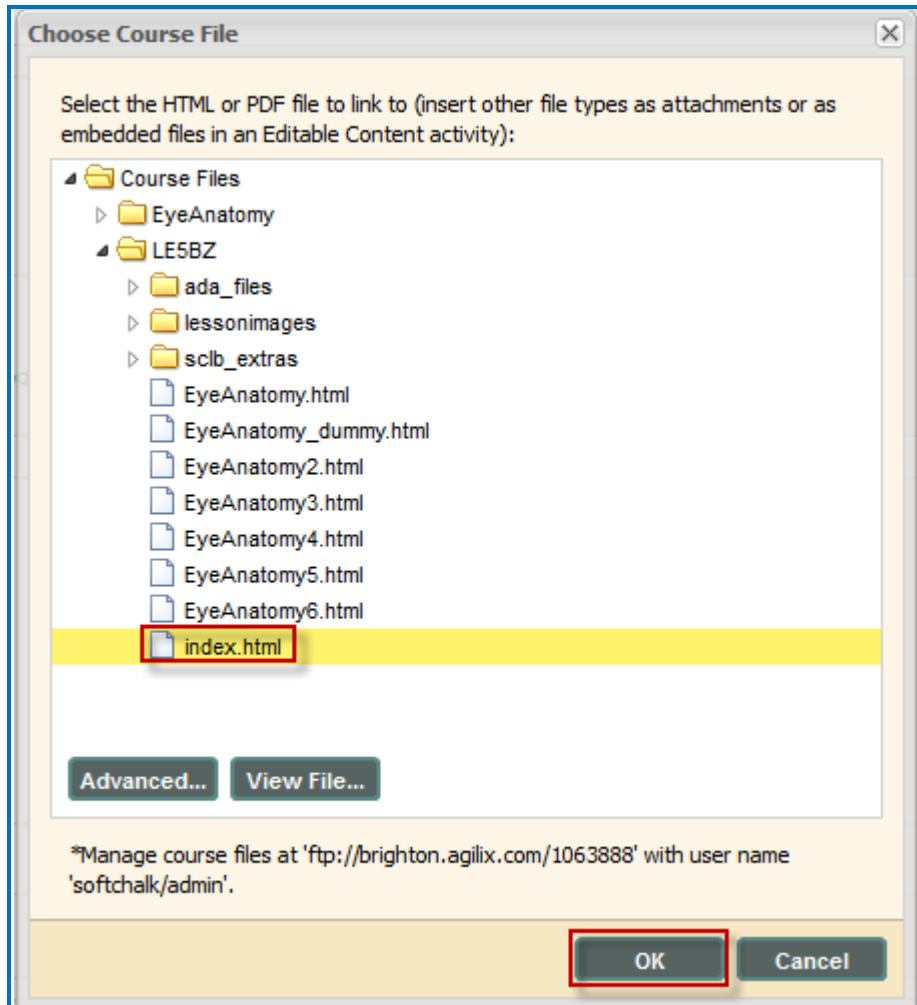 Choose Course File
Select the HTML or PDF file to link to (insert other file types as attachments or as
embedded files in an Editable Content activity):
Course Files
EyeAnatomy
LE5BZ
ada_files
lessonimages
sclb_extras
EyeAnatomy.html
EyeAnatomy_dummy.html
EyeAnatomy2.html
EyeAnatomy3.html
EyeAnatomy4.html
EyeAnatomy5.html
EyeAnatomy6.html
index.html
Advanced... View File...
*Manage course files at 'ftp://brighton.agilix.com/1063888' with user name
'softchalk/admin'.
OK Cancel